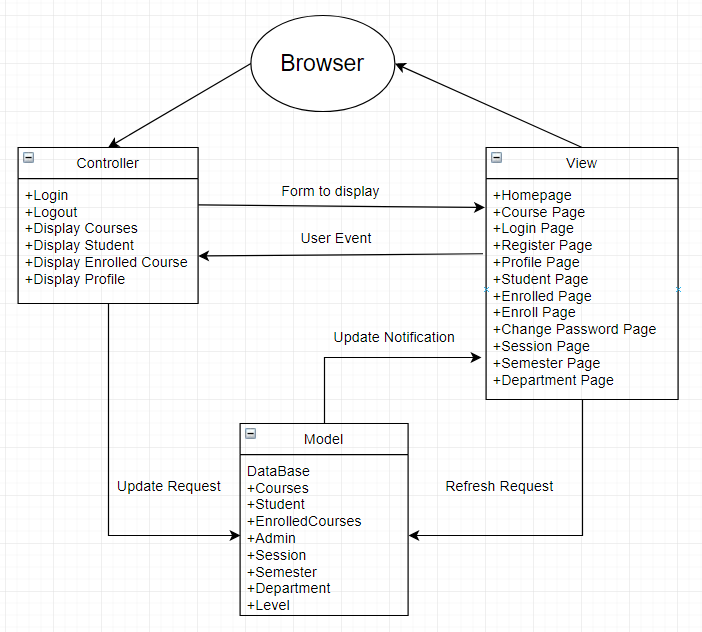 Browser
Controller
+Login
+Logout
+Display Courses
+Display Student
+Display Enrolled Course
+Display Profile
Form to display
User Event
View
+Homepage
+Course Page
+Login Page
+Register Page
+Profile Page
+Student Page
+Enrolled Page
+Enroll Page
+Change Password Page
+Session Page
+Semester Page
+Department Page
Update Notification
Update Request
Model
DataBase
+Courses
+Student
+EnrolledCourses
+Admin
+Session
+Semester
+Department
+Level
Refresh Request